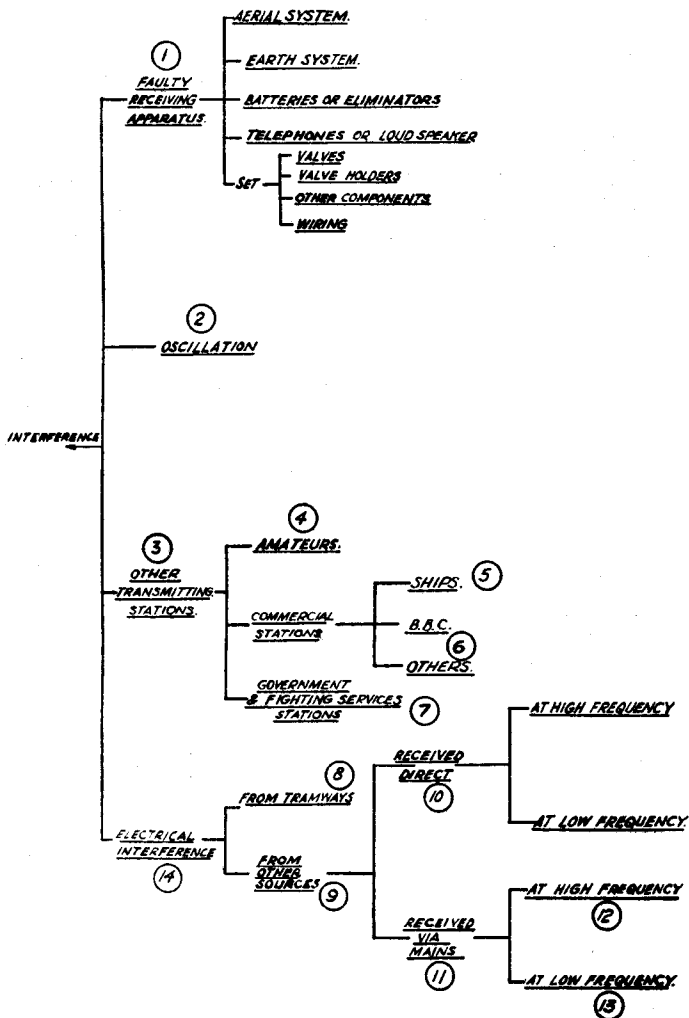 AERIAL SYSTEM.
1
FAULTY
RECEIVING
APPARATUS.
EARTH SYSTEM.
BATTERIES OR ELIMINATORS
TELEPHONES OR LOUD SPEAKER
SET
VALVES
VALVE HOLDERS
OTHER COMPONENTS
WIRING
2
OSCILLATION
INTERFERENCE
3
OTHER
TRANSMITTING
STATIONS.
4
AMATEURS.
COMMERCIAL
STATIONS
SHIPS.
5
B.B.C.
6
OTHERS.
GOVERNMENT
& FIGHTING SERVICES
STATIONS
7
ELECTRICAL
INTERFERENCE
14
8
FROM TRAMWAYS
FROM
OTHER
SOURCES
9
RECEIVED
DIRECT
10
AT HIGH FREQUENCY
AT LOW FREQUENCY.
RECEIVED
VIA
MAINS
11
AT HIGH FREQUENCY
12
AT LOW FREQUENCY.
13